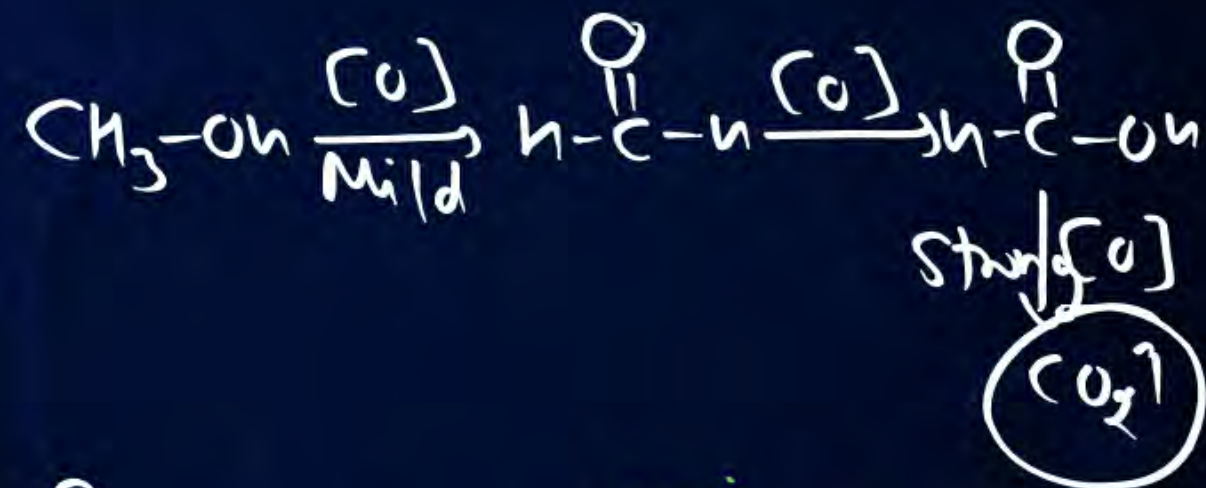 O O
|| ||
CH₃-OH [O] Mild → H-C-H [O] → H-C-OH
Strong [O]
CO₂↑